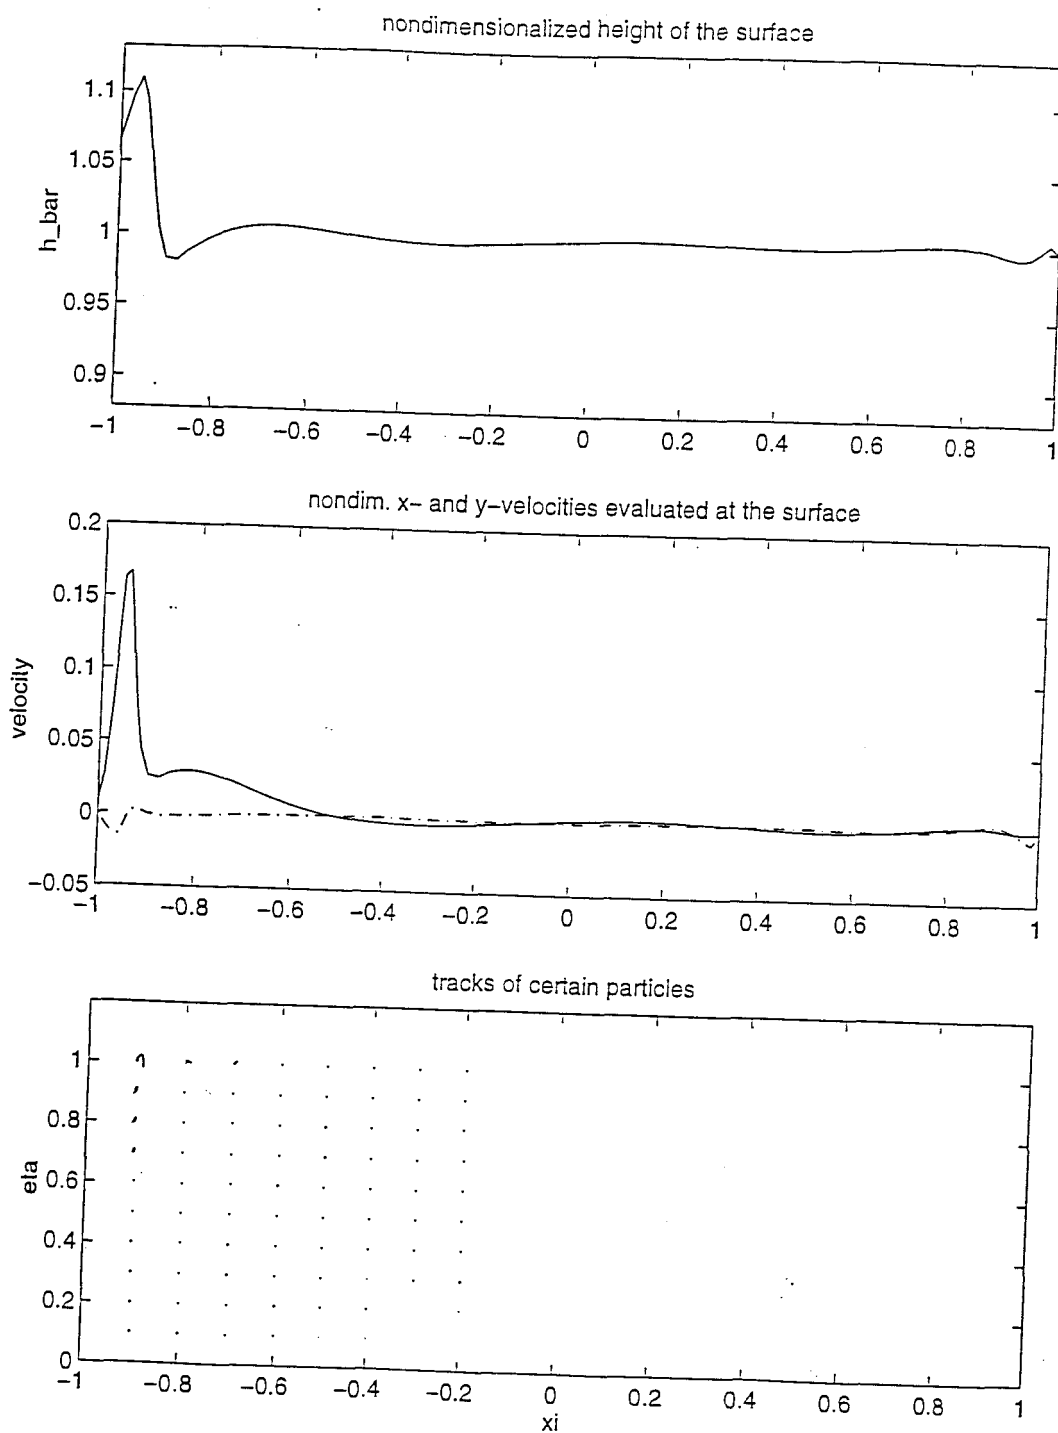 nondimensionalized height of the surface
1.1
1.05
1
0.95
0.9
h_bar
−1 −0.8 −0.6 −0.4 −0.2 0 0.2 0.4 0.6 0.8 1
nondim. x− and y−velocities evaluated at the surface
0.2
0.15
0.1
0.05
0
−0.05
velocity
−1 −0.8 −0.6 −0.4 −0.2 0 0.2 0.4 0.6 0.8 1
tracks of certain particles
1
0.8
0.6
0.4
0.2
0
eta
−1 −0.8 −0.6 −0.4 −0.2 0 0.2 0.4 0.6 0.8 1
xi